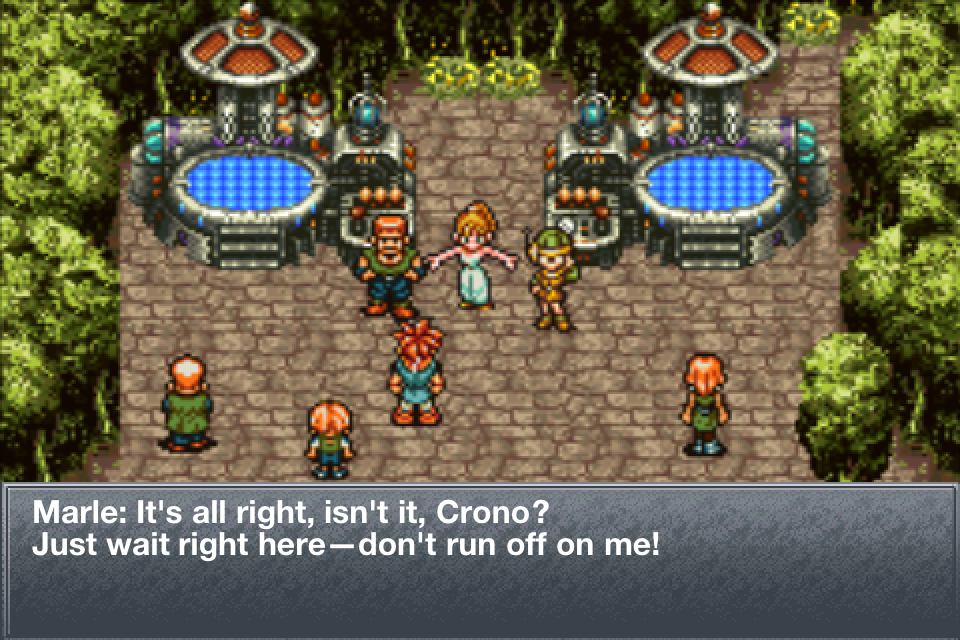 Marle: It's all right, isn't it, Crono?
Just wait right here—don't run off on me!